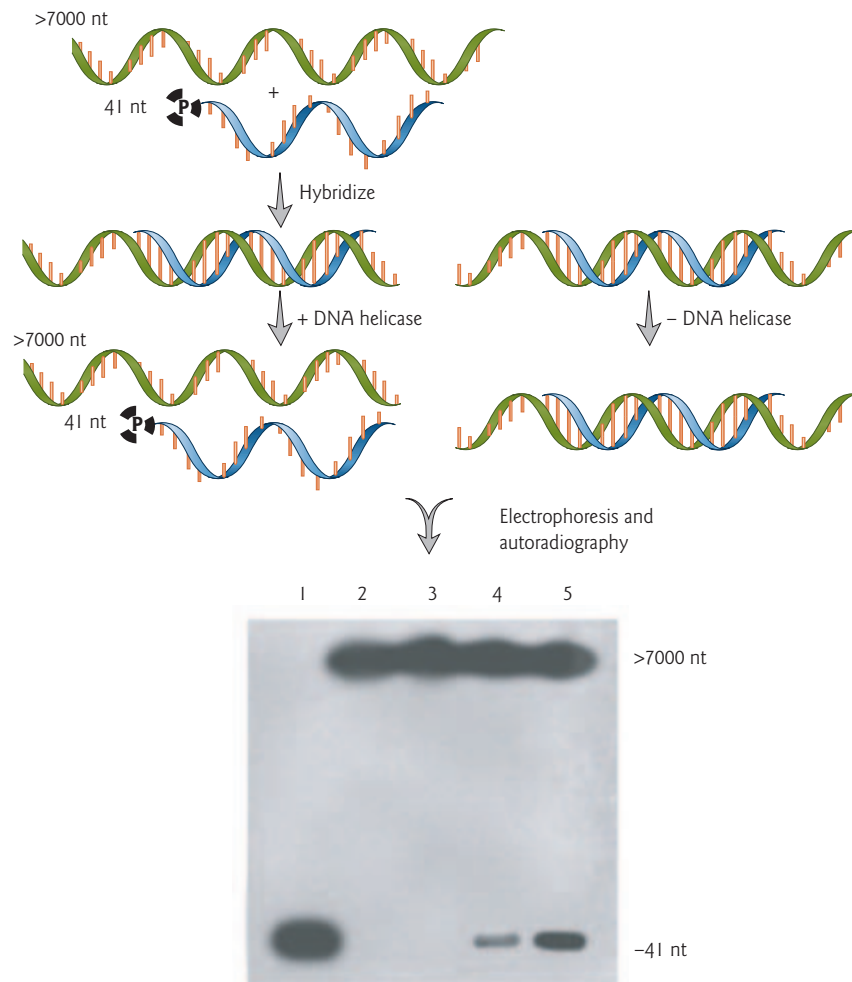 >7000 nt
+
41 nt P
Hybridize
+ DNA helicase
– DNA helicase
>7000 nt
41 nt P
Electrophoresis and
autoradiography
1 2 3 4 5
>7000 nt
–41 nt